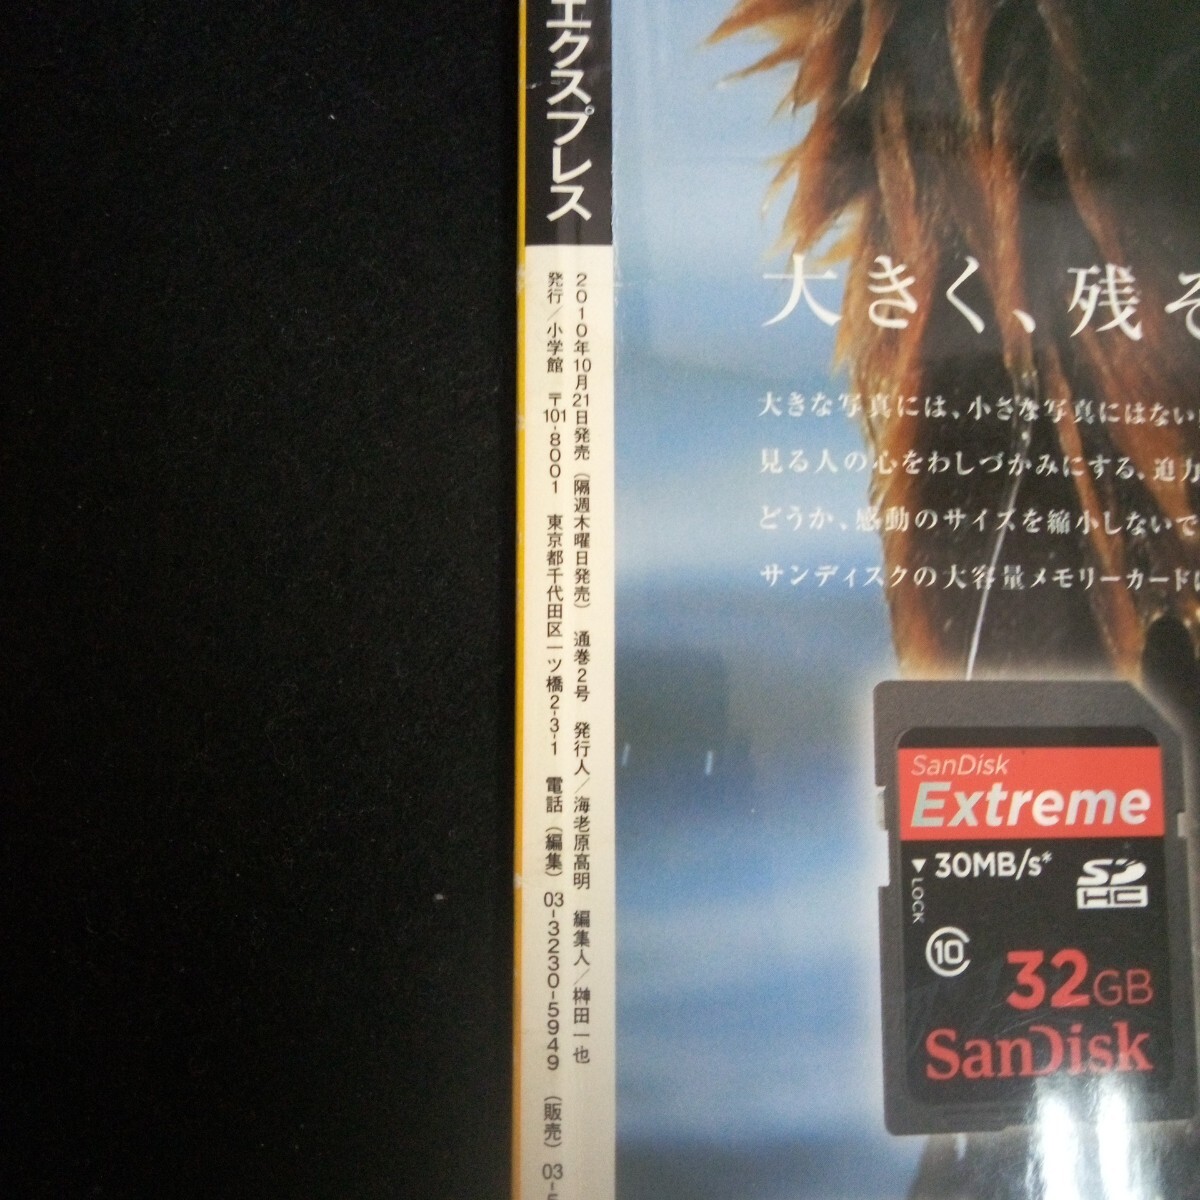 エクスプレス
2010年10月21日発売（隔週木曜日発売） 通巻2号 発行人／海老原高明 編集人／榊田一也
発行／小学館 〒101-8001 東京都千代田区一ツ橋2-3-1 電話（編集）03-3230-5949 （販売）03-5
大きく、残そ
大きな写真には、小さな写真にはない
見る人の心をわしづかみにする、迫力
どうか、感動のサイズを縮小しないで
サンディスクの大容量メモリーカード
SanDisk
Extreme
▼ 30MB/s*
LOCK
SDHC
10
32GB
SanDisk